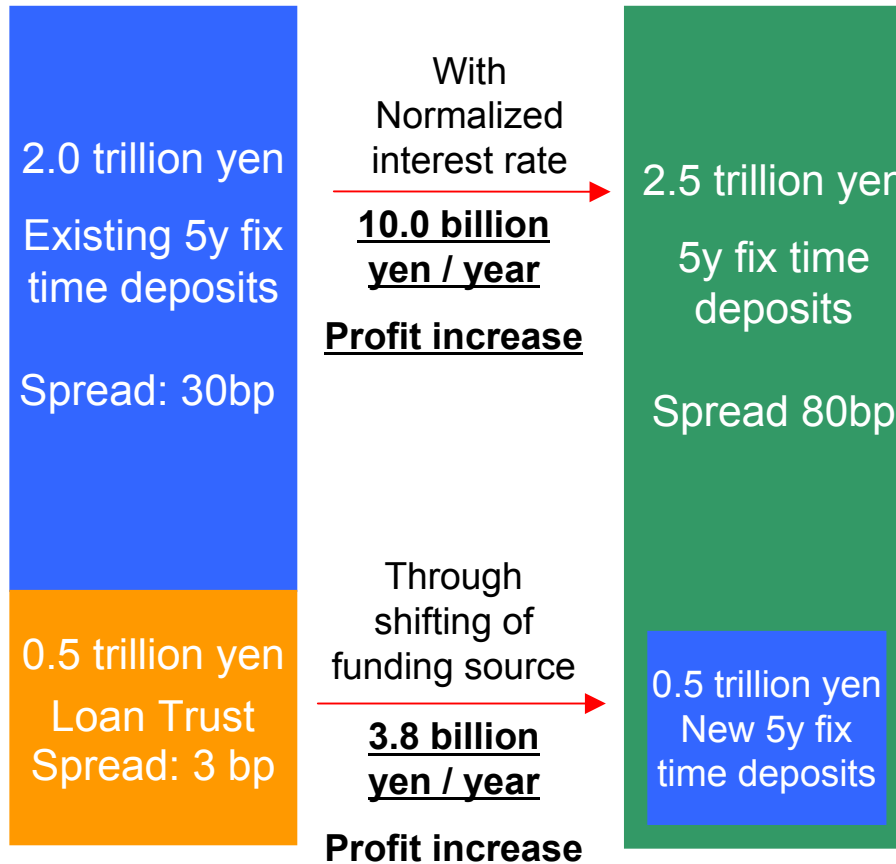 2.0 trillion yen
Existing 5y fix
time deposits
Spread: 30bp
0.5 trillion yen
Loan Trust
Spread: 3 bp
With
Normalized
interest rate
10.0 billion
yen / year
Profit increase
Through
shifting of
funding source
3.8 billion
yen / year
Profit increase
2.5 trillion yen
5y fix time
deposits
Spread 80bp
0.5 trillion yen
New 5y fix
time deposits